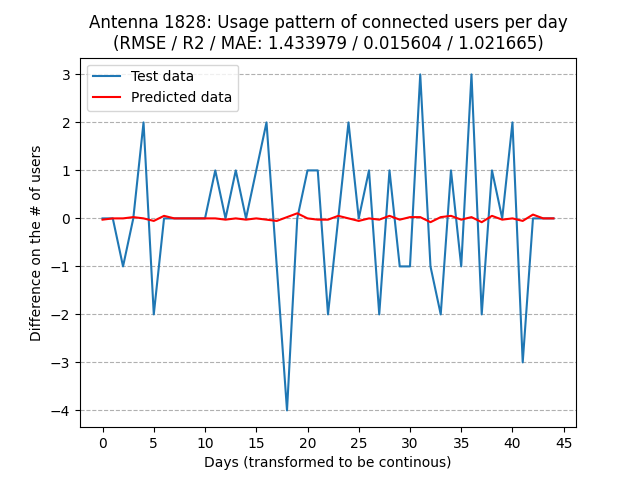 Antenna 1828: Usage pattern of connected users per day
(RMSE / R2 / MAE: 1.433979 / 0.015604 / 1.021665)
Test data
Predicted data
Difference on the # of users
3
2
1
0
−1
−2
−3
−4
0 5 10 15 20 25 30 35 40 45
Days (transformed to be continous)